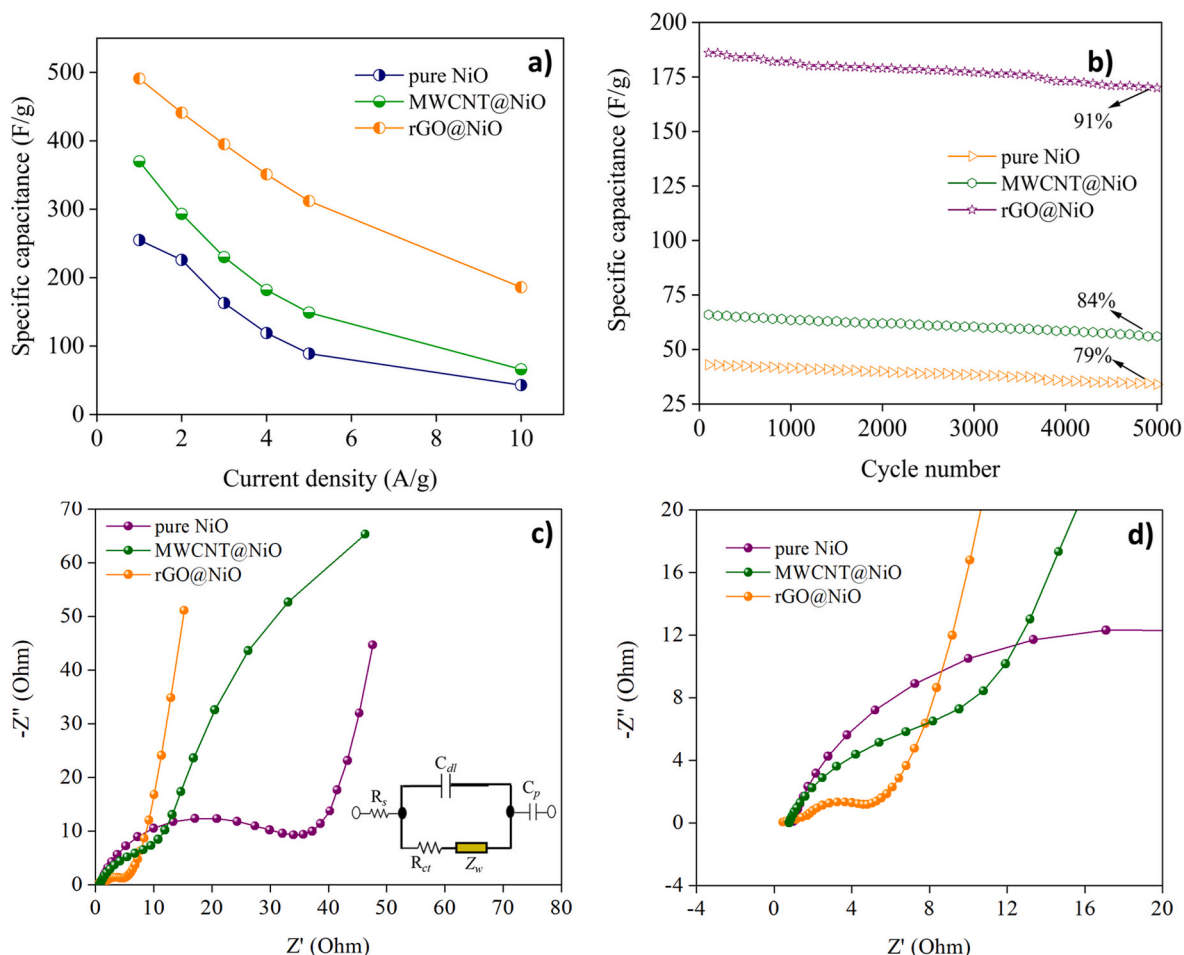 a)
pure NiO
MWCNT@NiO
rGO@NiO
Specific capacitance (F/g)
500
400
300
200
100
0
0 2 4 6 8 10
Current density (A/g)
b)
91%
pure NiO
MWCNT@NiO
rGO@NiO
84%
79%
Specific capacitance (F/g)
200
175
150
125
100
75
50
25
0 1000 2000 3000 4000 5000
Cycle number
c)
pure NiO
MWCNT@NiO
rGO@NiO
-Z" (Ohm)
70
60
50
40
30
20
10
0
C_dl
R_s
C_p
R_ct
Z_w
0 10 20 30 40 50 60 70 80
Z' (Ohm)
d)
pure NiO
MWCNT@NiO
rGO@NiO
-Z" (Ohm)
20
16
12
8
4
0
-4
-4 0 4 8 12 16 20
Z' (Ohm)